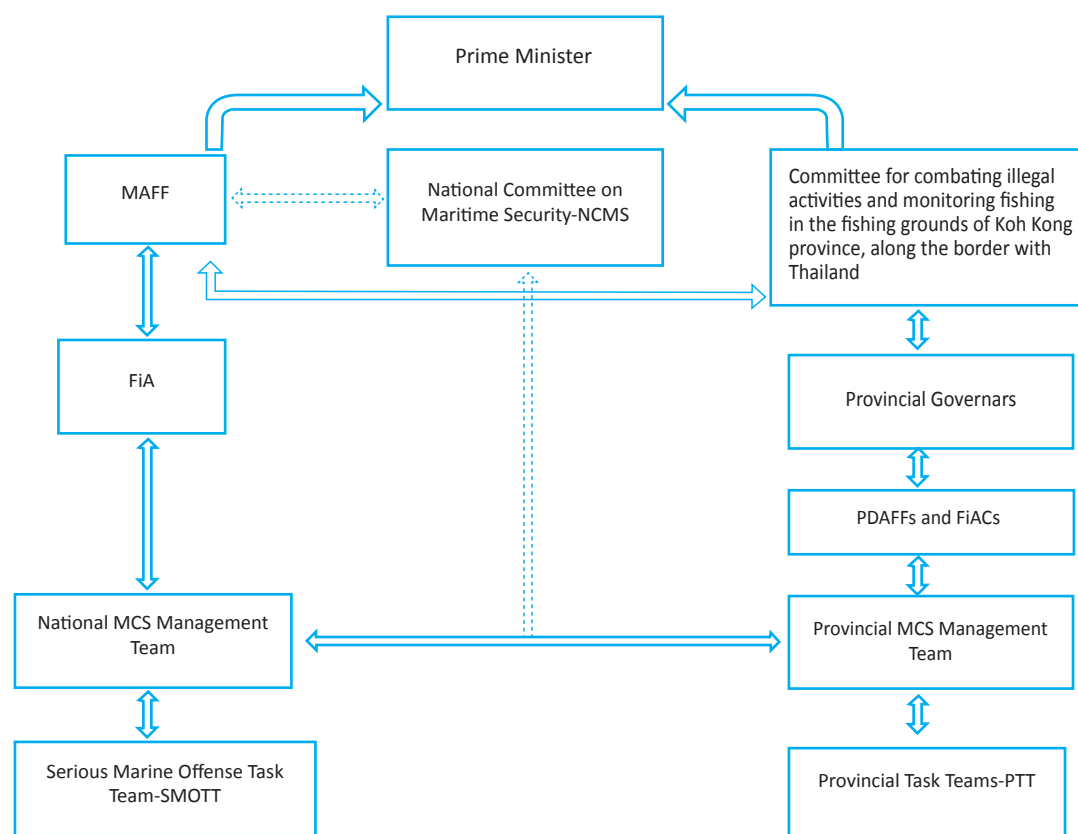 Prime Minister
MAFF
National Committee on
Maritime Security-NCMS
Committee for combating illegal
activities and monitoring fishing
in the fishing grounds of Koh Kong
province, along the border with
Thailand
FiA
Provincial Governars
PDAFFs and FiACs
National MCS Management
Team
Provincial MCS Management
Team
Serious Marine Offense Task
Team-SMOTT
Provincial Task Teams-PTT